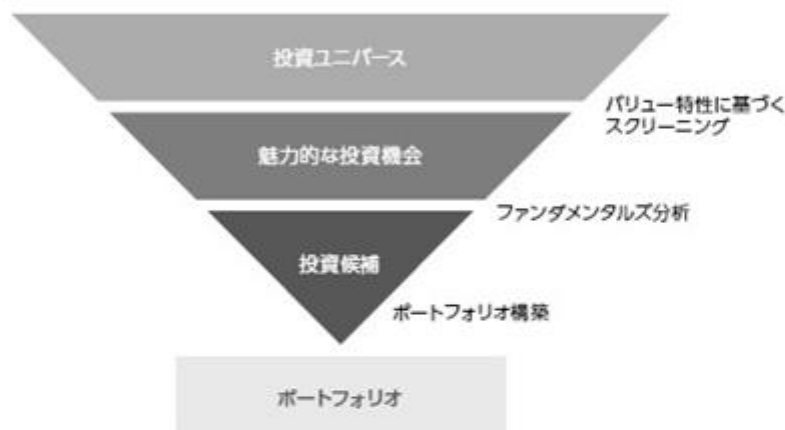 投資ユニバース
バリュー特性に基づく
スクリーニング
魅力的な投資機会
ファンダメンタルズ分析
投資候補
ポートフォリオ構築
ポートフォリオ